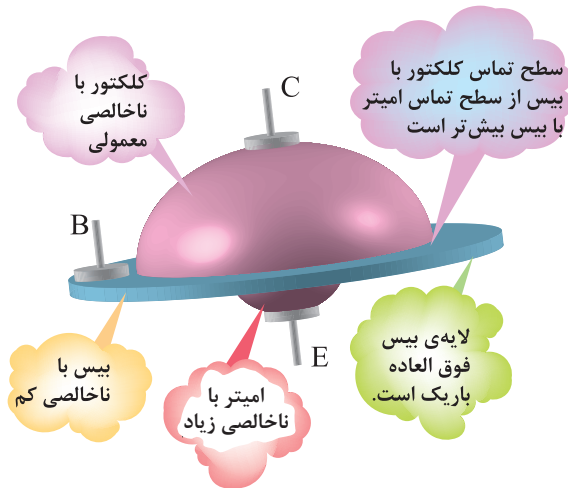 سطح تماس کلکتور با
بیس از سطح تماس امیتر
با بیس بیش‌تر است
کلکتور با
ناخالصی
معمولی
C
B
E
لایه‌ی بیس
فوق العاده
باریک است.
امیتر با
ناخالصی زیاد
بیس با
ناخالصی کم